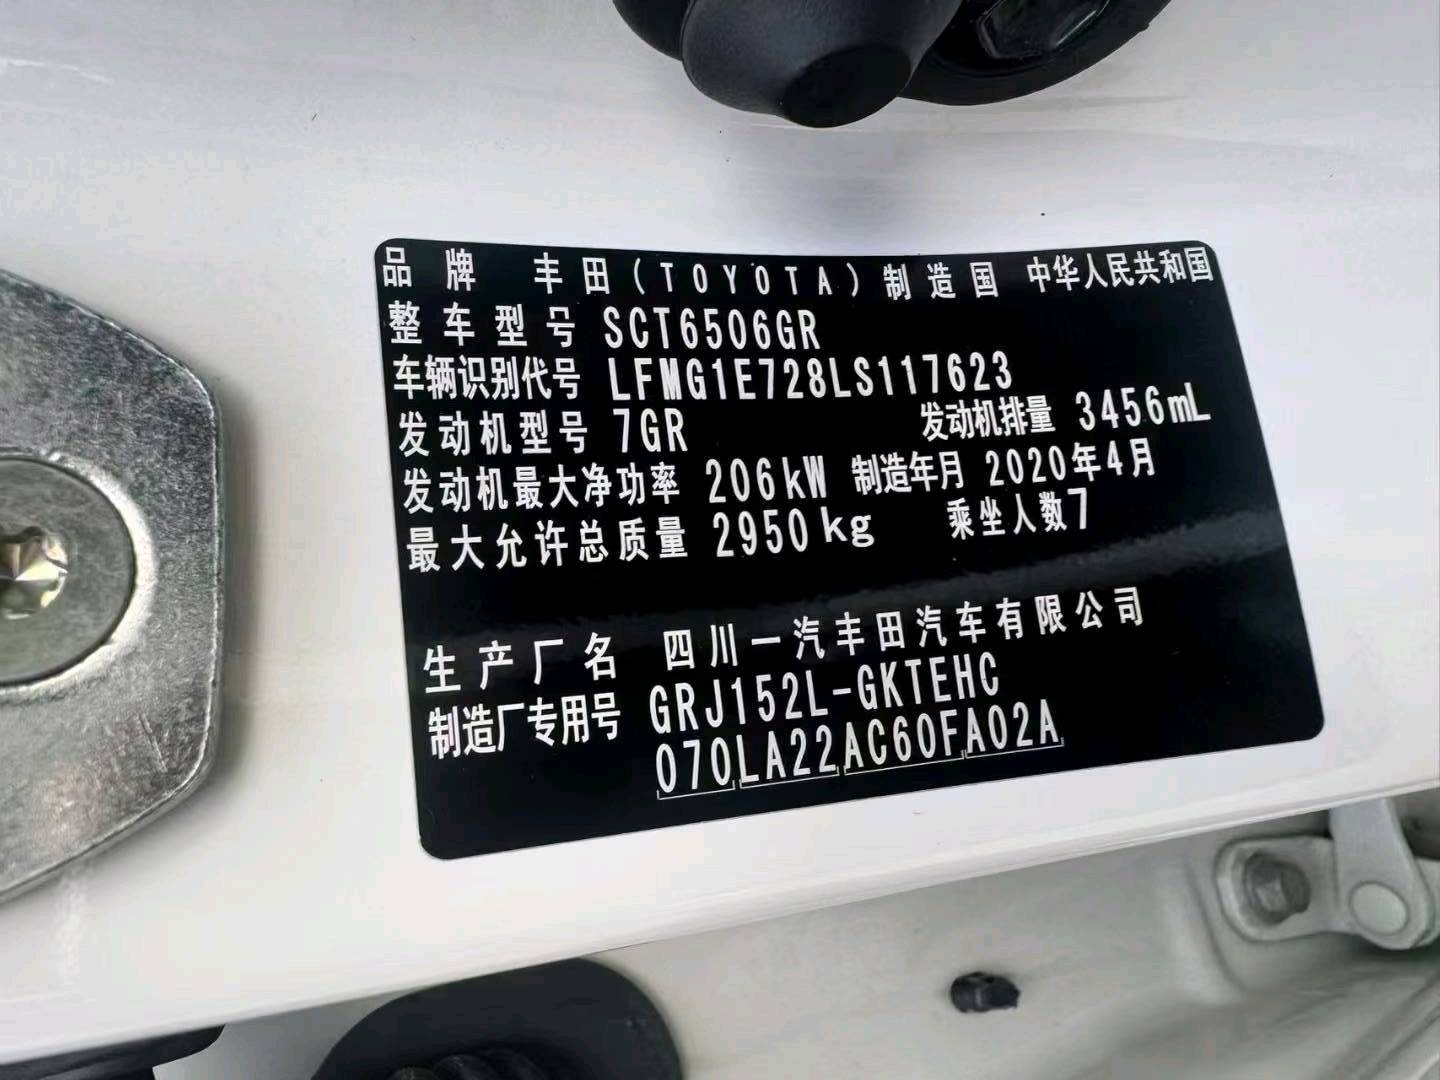 品牌 丰田(TOYOTA) 制造国 中华人民共和国
整车型号 SCT6506GR
车辆识别代号 LFMG1E728LS117623
发动机型号 7GR 发动机排量 3456mL
发动机最大净功率 206kW 制造年月 2020年4月
最大允许总质量 2950kg 乘坐人数7
生产厂名 四川一汽丰田汽车有限公司
制造厂专用号 GRJ152L-GKTEHC
070LA22AC60FA02A